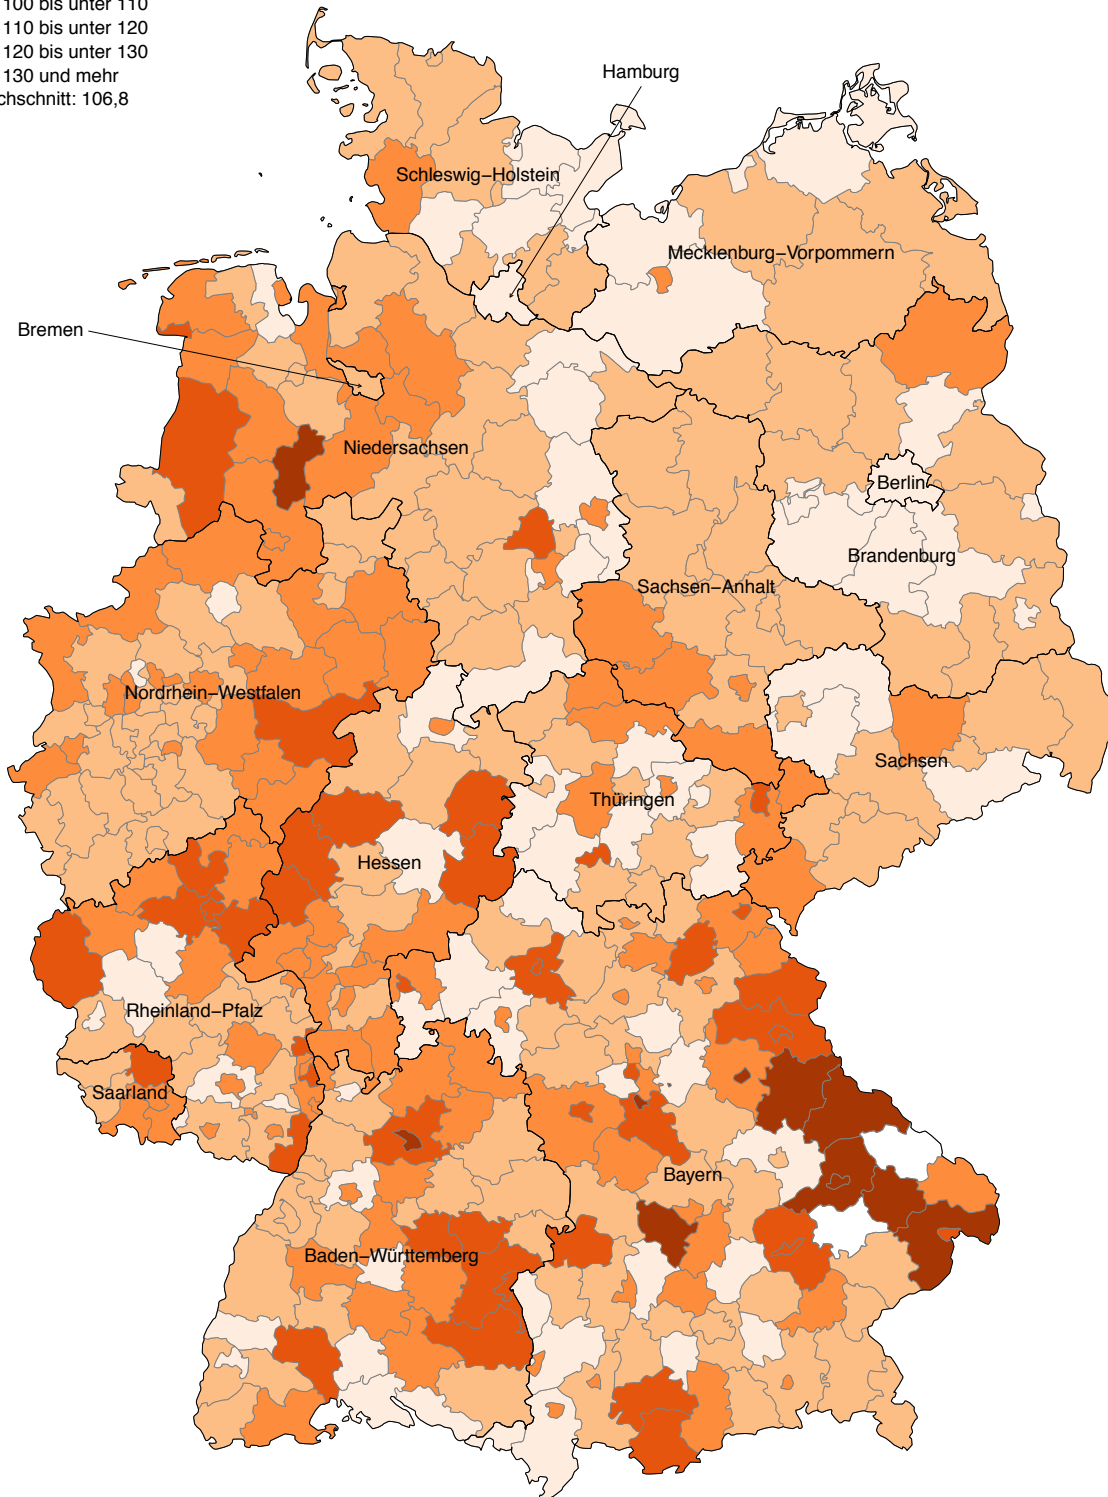 100 bis unter 110
110 bis unter 120
120 bis unter 130
130 und mehr
chschnitt: 106,8
Hamburg
Schleswig−Holstein
Mecklenburg−Vorpommern
Bremen
Niedersachsen
Berlin
Brandenburg
Sachsen−Anhalt
Nordrhein−Westfalen
Sachsen
Thüringen
Hessen
Rheinland−Pfalz
Saarland
Bayern
Baden−Württemberg